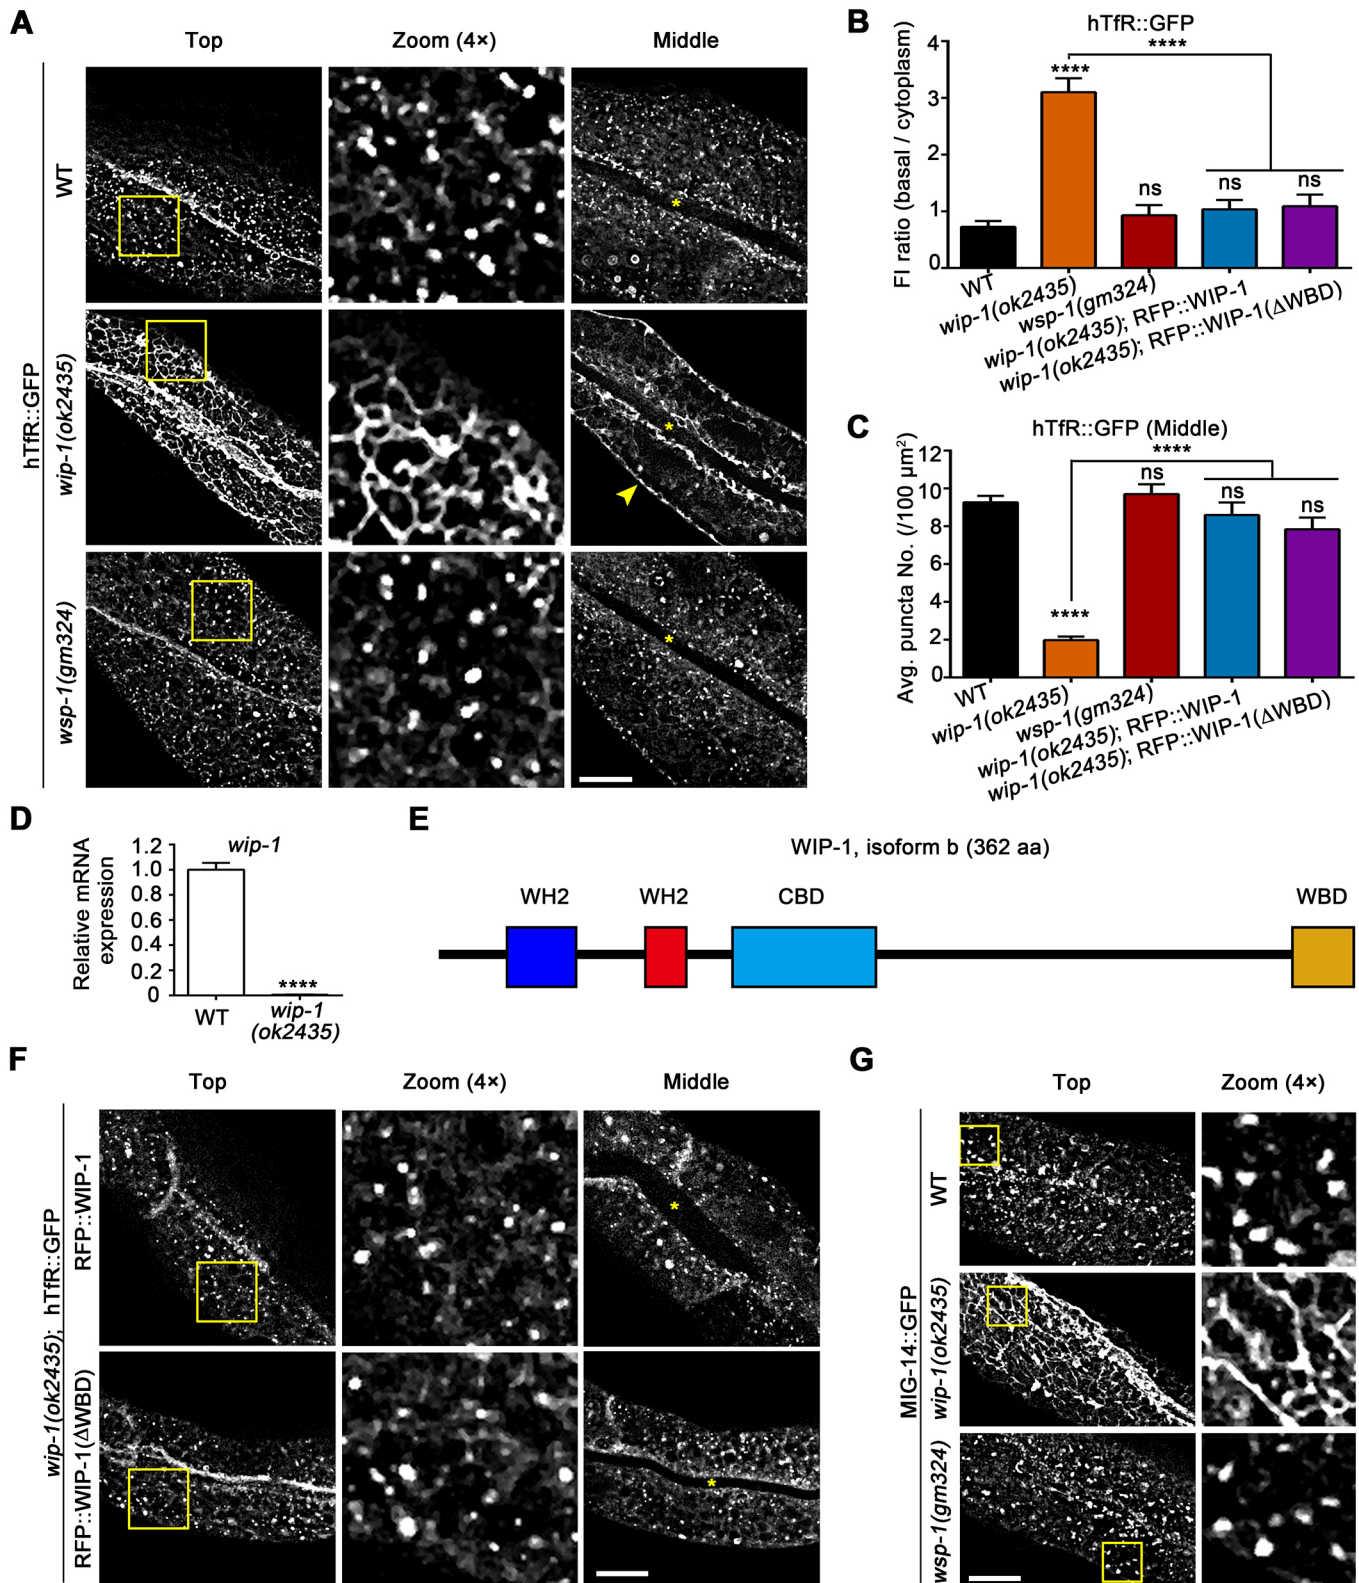 A
Top
Zoom (4×)
Middle
hTfR::GFP
WT
wip-1(ok2435)
wsp-1(gm324)
*
*
*
B
hTfR::GFP
FI ratio (basal / cytoplasm)
4
3
2
1
0
****
****
ns
ns
ns
WT
wip-1(ok2435)
wsp-1(gm324)
wip-1(ok2435); RFP::WIP-1
wip-1(ok2435); RFP::WIP-1(ΔWBD)
C
hTfR::GFP (Middle)
Avg. puncta No. (/100 µm²)
12
10
8
6
4
2
0
****
****
ns
ns
ns
WT
wip-1(ok2435)
wsp-1(gm324)
wip-1(ok2435); RFP::WIP-1
wip-1(ok2435); RFP::WIP-1(ΔWBD)
D
wip-1
Relative mRNA
expression
1.2
1.0
0.8
0.6
0.4
0.2
0
****
WT
wip-1
(ok2435)
E
WIP-1, isoform b (362 aa)
WH2
WH2
CBD
WBD
F
Top
Zoom (4×)
Middle
wip-1(ok2435); hTfR::GFP
RFP::WIP-1
RFP::WIP-1(ΔWBD)
*
*
G
Top
Zoom (4×)
MIG-14::GFP
WT
wip-1(ok2435)
wsp-1(gm324)